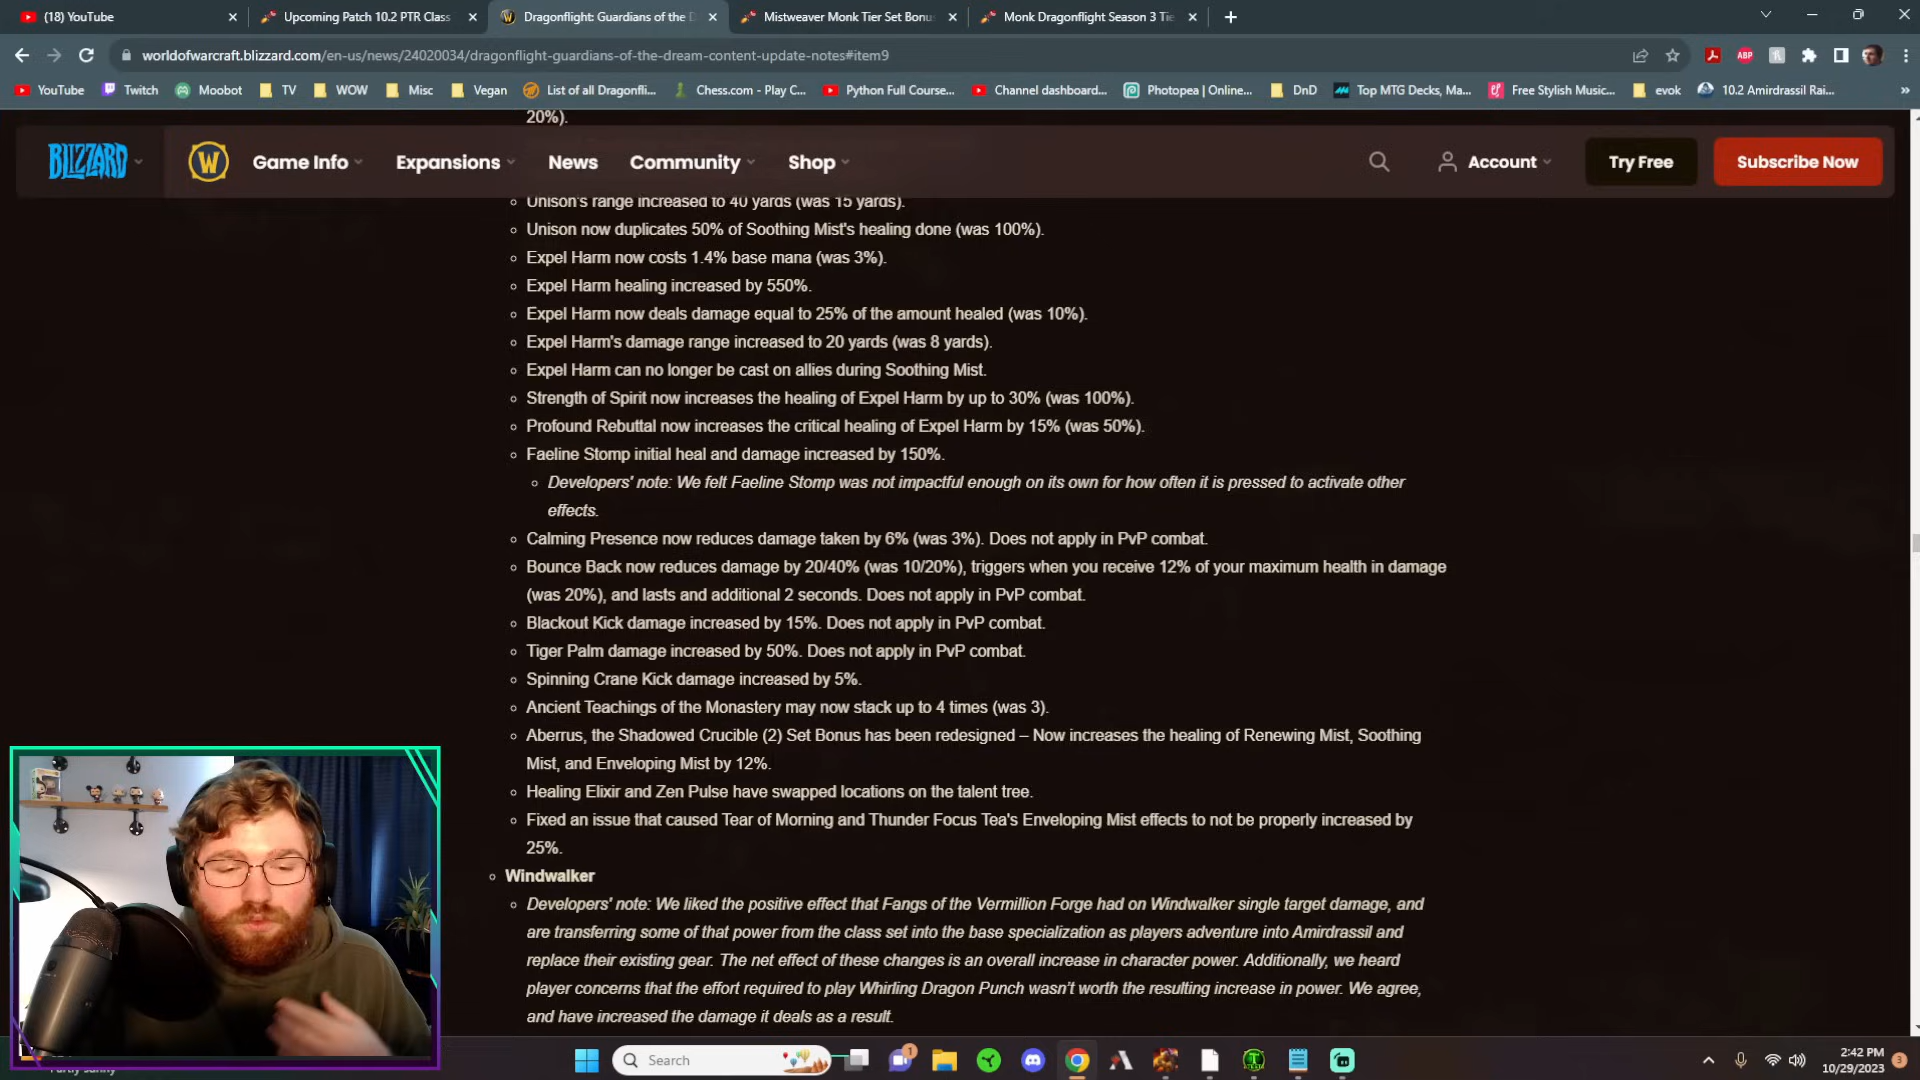 (18) YouTube
Upcoming Patch 10.2 PTR Class
Dragonflight: Guardians of the D
Mistweaver Monk Tier Set Bonu
Monk Dragonflight Season 3 Tie
worldofwarcraft.blizzard.com/en-us/news/24020034/dragonflight-guardians-of-the-dream-content-update-notes#item9
ABP
YouTube
Twitch
Moobot
TV
WOW
Misc
Vegan
List of all Dragonfli...
Chess.com - Play C...
Python Full Course...
Channel dashboard...
Photopea | Online...
DnD
Top MTG Decks, Ma...
Free Stylish Music...
evok
10.2 Amirdrassil Rai...
»
20%).
BLIZZARD
W
Game Info
Expansions
News
Community
Shop
Account
Try Free
Subscribe Now
Unison's range increased to 40 yards (was 15 yards).
Unison now duplicates 50% of Soothing Mist's healing done (was 100%).
Expel Harm now costs 1.4% base mana (was 3%).
Expel Harm healing increased by 550%.
Expel Harm now deals damage equal to 25% of the amount healed (was 10%).
Expel Harm's damage range increased to 20 yards (was 8 yards).
Expel Harm can no longer be cast on allies during Soothing Mist.
Strength of Spirit now increases the healing of Expel Harm by up to 30% (was 100%).
Profound Rebuttal now increases the critical healing of Expel Harm by 15% (was 50%).
Faeline Stomp initial heal and damage increased by 150%.
Developers' note: We felt Faeline Stomp was not impactful enough on its own for how often it is pressed to activate other
effects.
Calming Presence now reduces damage taken by 6% (was 3%). Does not apply in PvP combat.
Bounce Back now reduces damage by 20/40% (was 10/20%), triggers when you receive 12% of your maximum health in damage
(was 20%), and lasts and additional 2 seconds. Does not apply in PvP combat.
Blackout Kick damage increased by 15%. Does not apply in PvP combat.
Tiger Palm damage increased by 50%. Does not apply in PvP combat.
Spinning Crane Kick damage increased by 5%.
Ancient Teachings of the Monastery may now stack up to 4 times (was 3).
Aberrus, the Shadowed Crucible (2) Set Bonus has been redesigned – Now increases the healing of Renewing Mist, Soothing
Mist, and Enveloping Mist by 12%.
Healing Elixir and Zen Pulse have swapped locations on the talent tree.
Fixed an issue that caused Tear of Morning and Thunder Focus Tea's Enveloping Mist effects to not be properly increased by
25%.
Windwalker
Developers' note: We liked the positive effect that Fangs of the Vermillion Forge had on Windwalker single target damage, and
are transferring some of that power from the class set into the base specialization as players adventure into Amirdrassil and
replace their existing gear. The net effect of these changes is an overall increase in character power. Additionally, we heard
player concerns that the effort required to play Whirling Dragon Punch wasn't worth the resulting increase in power. We agree,
and have increased the damage it deals as a result.
Search
1
2:42 PM
10/29/2023
3